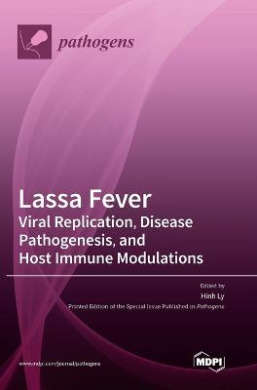 pathogens
Lassa Fever
Viral Replication, Disease
Pathogenesis, and
Host Immune Modulations
Edited by
Hinh Ly
Printed Edition of the Special Issue Published in Pathogens
www.mdpi.com/journal/pathogens
MDPI